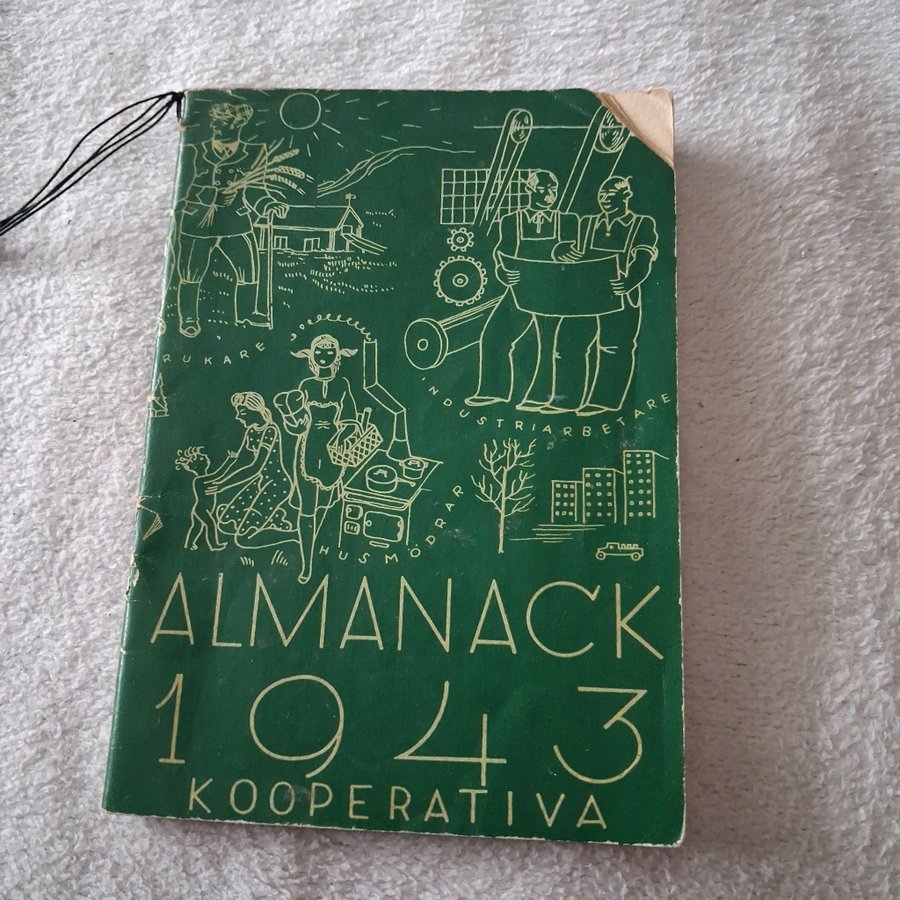 RUKARE
INDUSTRIARBETARE
HUSMÖDRAR
ALMANACK
1943
KOOPERATIVA